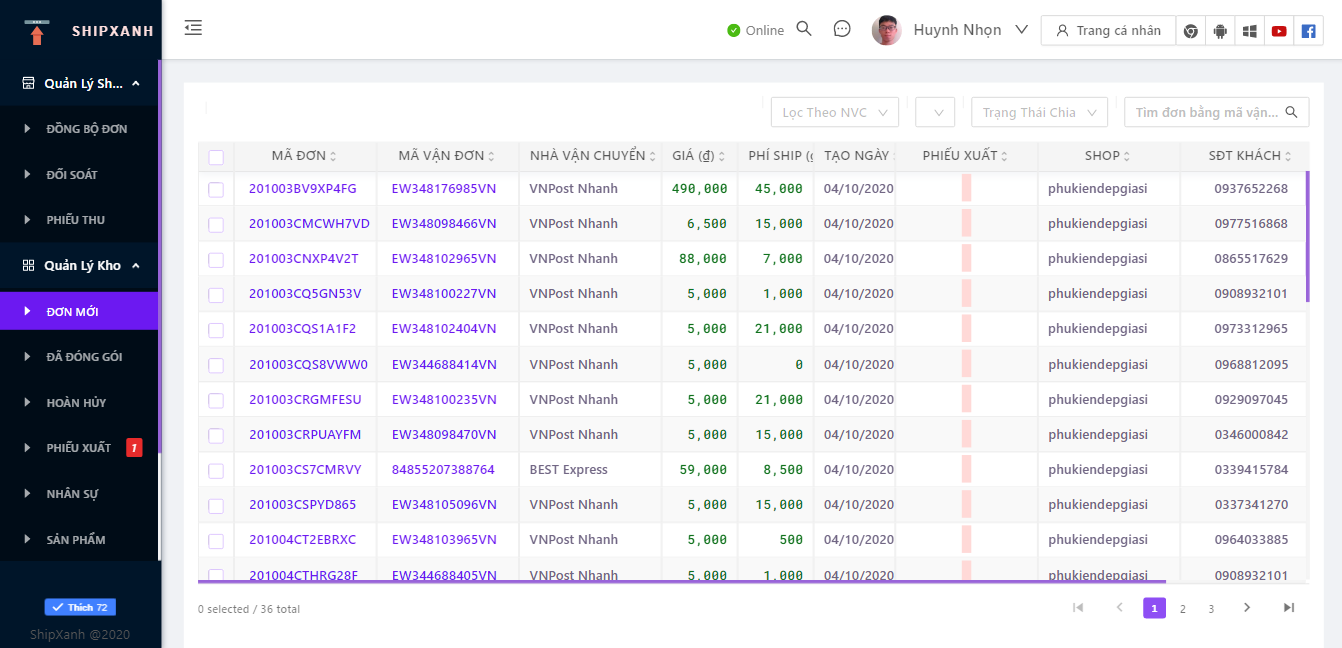 SHIPXANH
Online
Huynh Nhọn
Trang cá nhân
Quản Lý Sh...
ĐỒNG BỘ ĐƠN
ĐỐI SOÁT
PHIẾU THU
Quản Lý Kho
ĐƠN MỚI
ĐÃ ĐÓNG GÓI
HOÀN HỦY
PHIẾU XUẤT 1
NHÂN SỰ
SẢN PHẨM
Thích 72
ShipXanh @2020
Lọc Theo NVC
Trạng Thái Chia
Tìm đơn bằng mã vận...
MÃ ĐƠN MÃ VẬN ĐƠN NHÀ VẬN CHUYỂN GIÁ (₫) PHÍ SHIP (₫ TẠO NGÀY PHIẾU XUẤT SHOP SĐT KHÁCH
201003BV9XP4FG EW348176985VN VNPost Nhanh 490,000 45,000 04/10/2020 phukiendepgiasi 0937652268
201003CMCWH7VD EW348098466VN VNPost Nhanh 6,500 15,000 04/10/2020 phukiendepgiasi 0977516868
201003CNXP4V2T EW348102965VN VNPost Nhanh 88,000 7,000 04/10/2020 phukiendepgiasi 0865517629
201003CQ5GN53V EW348100227VN VNPost Nhanh 5,000 1,000 04/10/2020 phukiendepgiasi 0908932101
201003CQS1A1F2 EW348102404VN VNPost Nhanh 5,000 21,000 04/10/2020 phukiendepgiasi 0973312965
201003CQS8VWW0 EW344688414VN VNPost Nhanh 5,000 0 04/10/2020 phukiendepgiasi 0968812095
201003CRGMFESU EW348100235VN VNPost Nhanh 5,000 21,000 04/10/2020 phukiendepgiasi 0929097045
201003CRPUAYFM EW348098470VN VNPost Nhanh 5,000 15,000 04/10/2020 phukiendepgiasi 0346000842
201003CS7CMRVY 84855207388764 BEST Express 59,000 8,500 04/10/2020 phukiendepgiasi 0339415784
201003CSPYD865 EW348105096VN VNPost Nhanh 5,000 15,000 04/10/2020 phukiendepgiasi 0337341270
201004CT2EBRXC EW348103965VN VNPost Nhanh 5,000 500 04/10/2020 phukiendepgiasi 0964033885
201004CTHRG28F EW344688405VN VNPost Nhanh 5,000 1,000 04/10/2020 phukiendepgiasi 0908932101
0 selected / 36 total
1 2 3